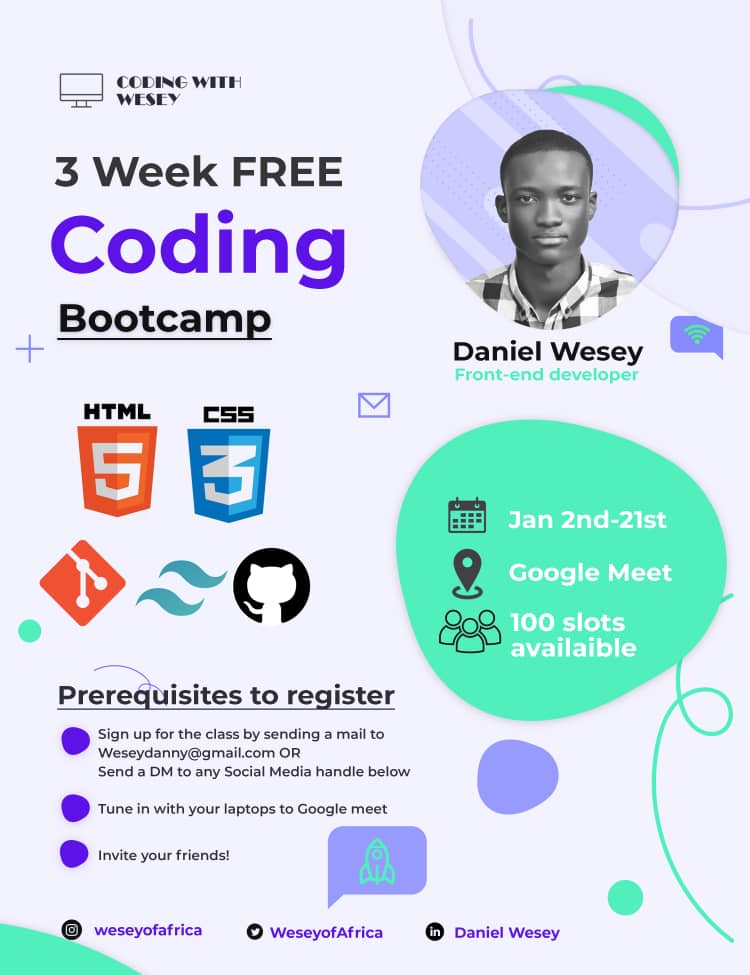 CODING WITH
WESEY
3 Week FREE
Coding
Bootcamp
Daniel Wesey
Front-end developer
HTML
5
CSS
3
Jan 2nd-21st
Google Meet
100 slots
availaible
Prerequisites to register
Sign up for the class by sending a mail to
Weseydanny@gmail.com OR
Send a DM to any Social Media handle below
Tune in with your laptops to Google meet
Invite your friends!
weseyofafrica
WeseyofAfrica
in
Daniel Wesey